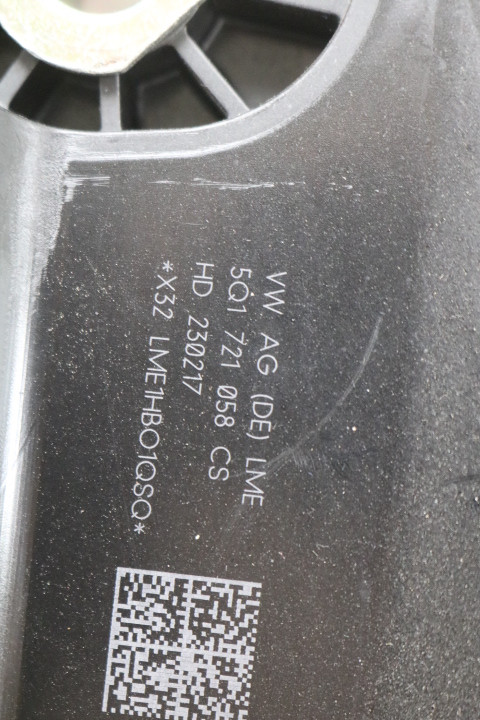 VW AG (DE) LME
5Q1 721 058 CS
HD 230217
*X32 LME1HBO1QSQ*